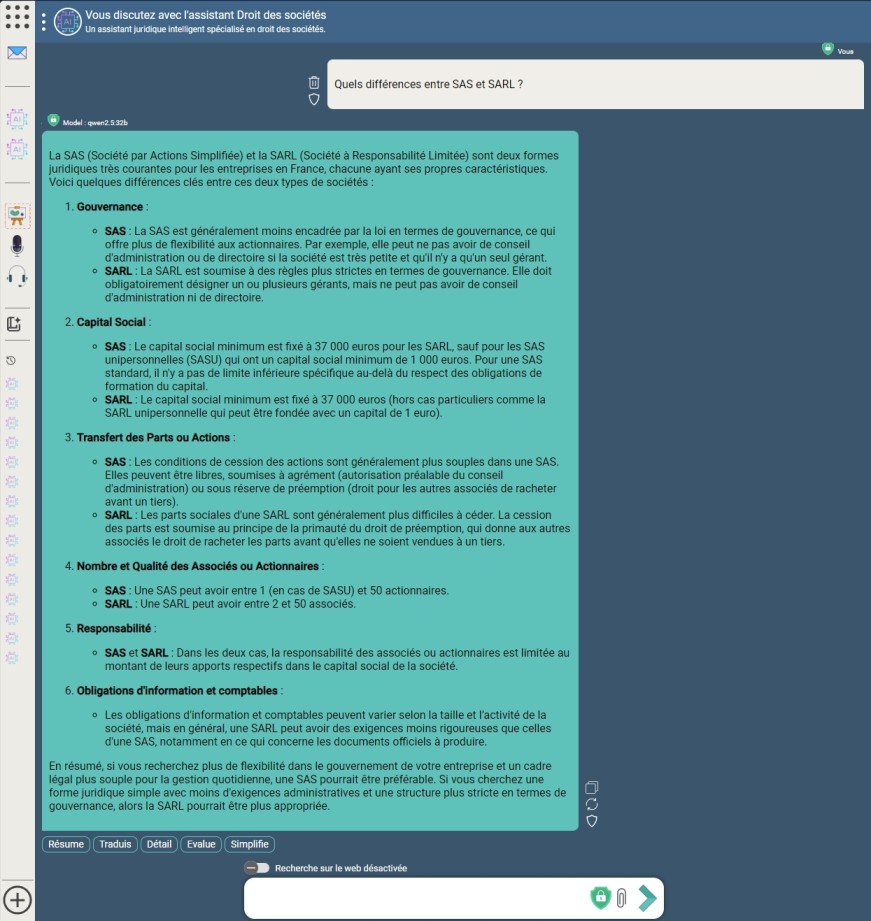 Vous discutez avec l'assistant Droit des sociétés
Un assistant juridique intelligent spécialisé en droit des sociétés.
Vous
Quels différences entre SAS et SARL ?
Model : qwen2.5:32b
La SAS (Société par Actions Simplifiée) et la SARL (Société à Responsabilité Limitée) sont deux formes
juridiques très courantes pour les entreprises en France, chacune ayant ses propres caractéristiques.
Voici quelques différences clés entre ces deux types de sociétés :
1. Gouvernance :
SAS : La SAS est généralement moins encadrée par la loi en termes de gouvernance, ce qui
offre plus de flexibilité aux actionnaires. Par exemple, elle peut ne pas avoir de conseil
d'administration ou de directoire si la société est très petite et qu'il n'y a qu'un seul gérant.
SARL : La SARL est soumise à des règles plus strictes en termes de gouvernance. Elle doit
obligatoirement désigner un ou plusieurs gérants, mais ne peut pas avoir de conseil
d'administration ni de directoire.
2. Capital Social :
SAS : Le capital social minimum est fixé à 37 000 euros pour les SARL, sauf pour les SAS
unipersonnelles (SASU) qui ont un capital social minimum de 1 000 euros. Pour une SAS
standard, il n'y a pas de limite inférieure spécifique au-delà du respect des obligations de
formation du capital.
SARL : Le capital social minimum est fixé à 37 000 euros (hors cas particuliers comme la
SARL unipersonnelle qui peut être fondée avec un capital de 1 euro).
3. Transfert des Parts ou Actions :
SAS : Les conditions de cession des actions sont généralement plus souples dans une SAS.
Elles peuvent être libres, soumises à agrément (autorisation préalable du conseil
d'administration) ou sous réserve de préemption (droit pour les autres associés de racheter
avant un tiers).
SARL : Les parts sociales d'une SARL sont généralement plus difficiles à céder. La cession
des parts est soumise au principe de la primauté du droit de préemption, qui donne aux autres
associés le droit de racheter les parts avant qu'elles ne soient vendues à un tiers.
4. Nombre et Qualité des Associés ou Actionnaires :
SAS : Une SAS peut avoir entre 1 (en cas de SASU) et 50 actionnaires.
SARL : Une SARL peut avoir entre 2 et 50 associés.
5. Responsabilité :
SAS et SARL : Dans les deux cas, la responsabilité des associés ou actionnaires est limitée au
montant de leurs apports respectifs dans le capital social de la société.
6. Obligations d'information et comptables :
Les obligations d'information et comptables peuvent varier selon la taille et l'activité de la
société, mais en général, une SARL peut avoir des exigences moins rigoureuses que celles
d'une SAS, notamment en ce qui concerne les documents officiels à produire.
En résumé, si vous recherchez plus de flexibilité dans le gouvernement de votre entreprise et un cadre
légal plus souple pour la gestion quotidienne, une SAS pourrait être préférable. Si vous cherchez une
forme juridique simple avec moins d'exigences administratives et une structure plus stricte en termes de
gouvernance, alors la SARL pourrait être plus appropriée.
Résume Traduis Détail Evalue Simplifie
Recherche sur le web désactivée